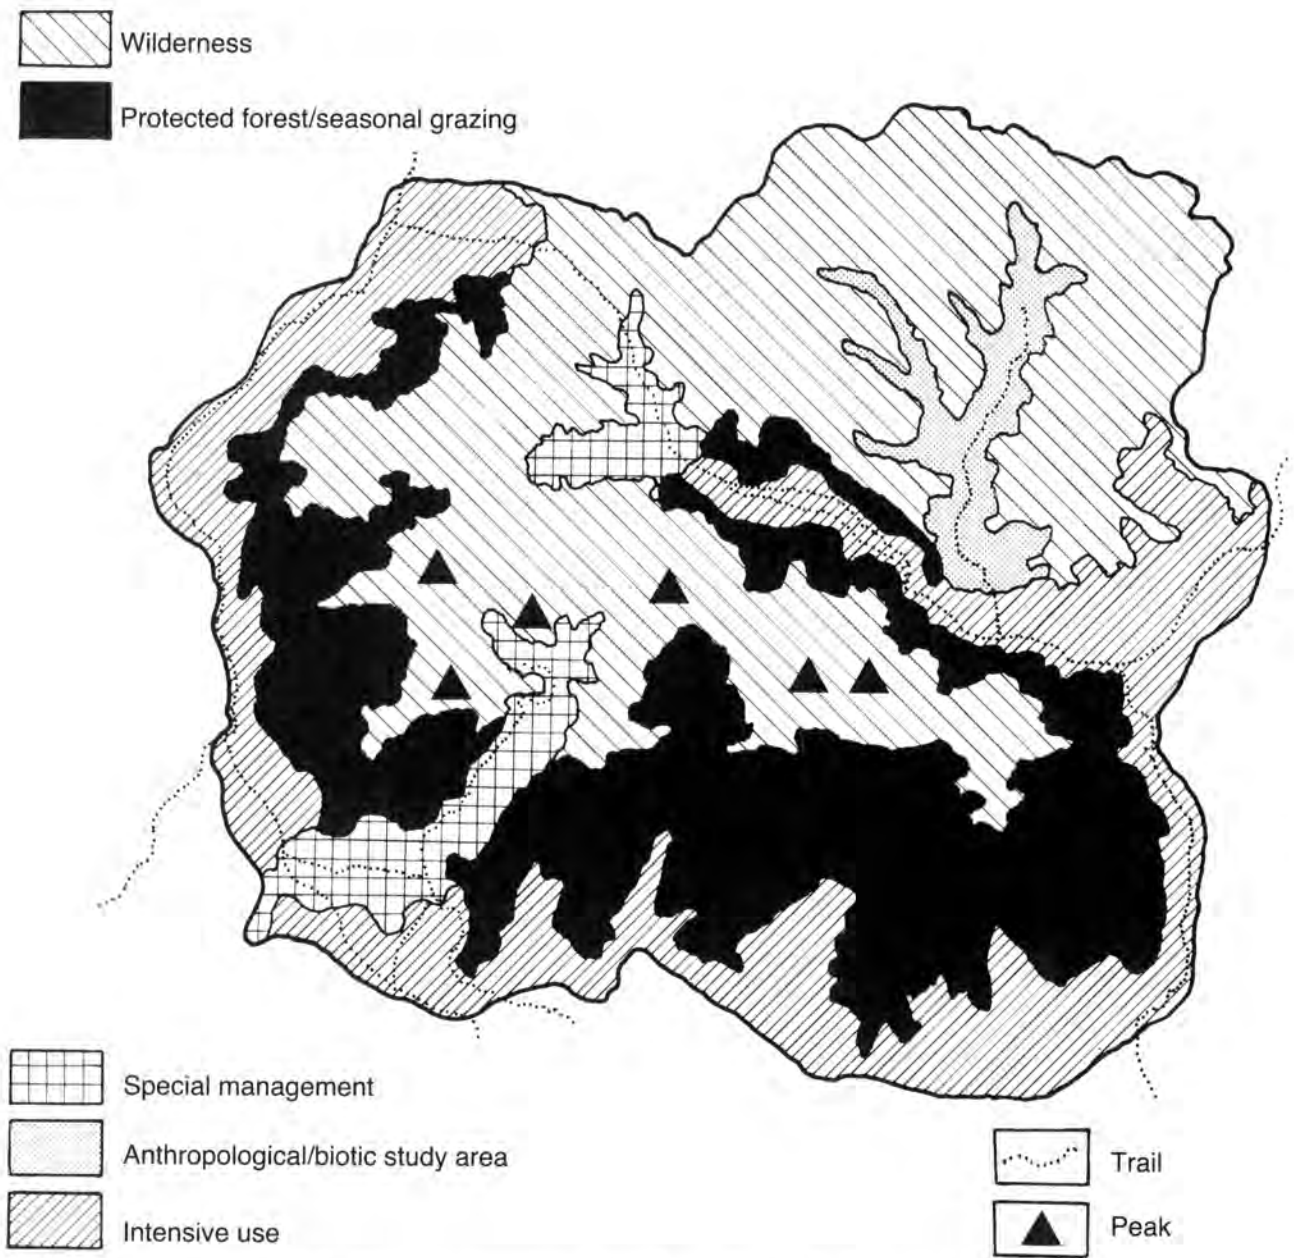 Wilderness
Protected forest/seasonal grazing
Special management
Anthropological/biotic study area
Intensive use
Trail
Peak